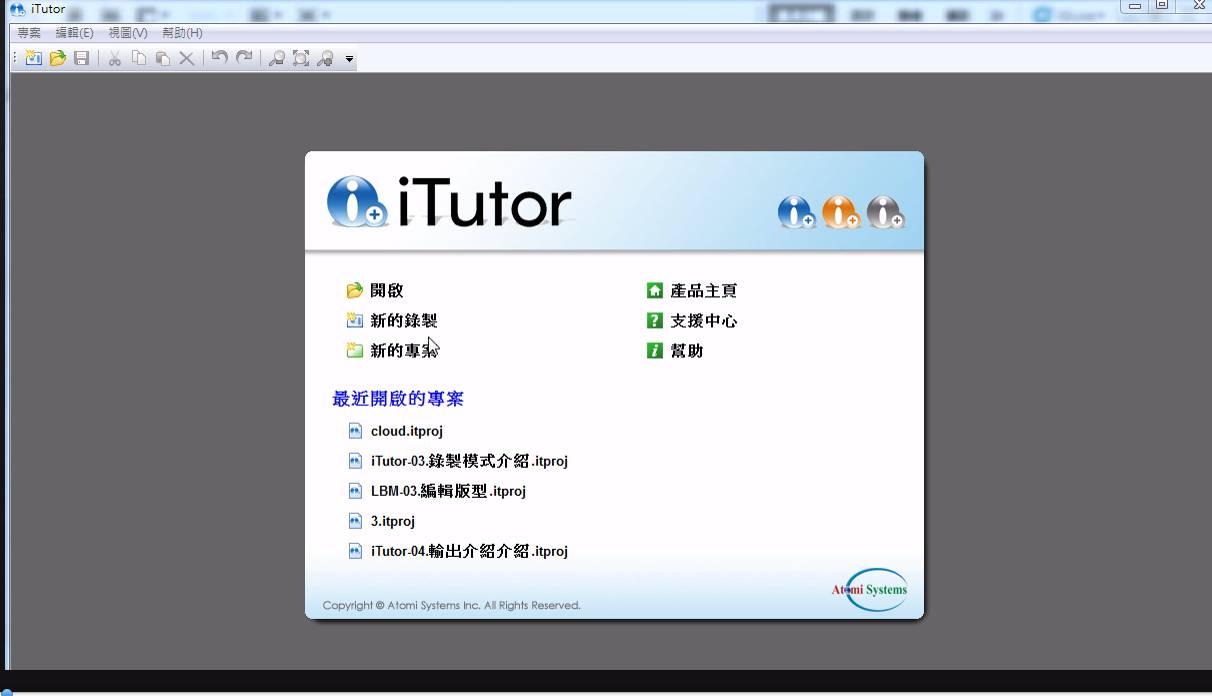 iTutor
專案 編輯(E) 視圖(V) 幫助(H)
iTutor
開啟
新的錄製
新的專案
產品主頁
支援中心
幫助
最近開啟的專案
cloud.itproj
iTutor-03.錄製模式介紹.itproj
LBM-03.編輯版型.itproj
3.itproj
iTutor-04.輸出介紹介紹.itproj
Atomi Systems
Copyright © Atomi Systems Inc. All Rights Reserved.